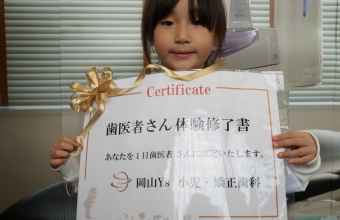 Certificate
歯医者さん 体験修了書
あなたを1日歯医者さんに認定いたします。
岡山Ys 小児・矯正歯科